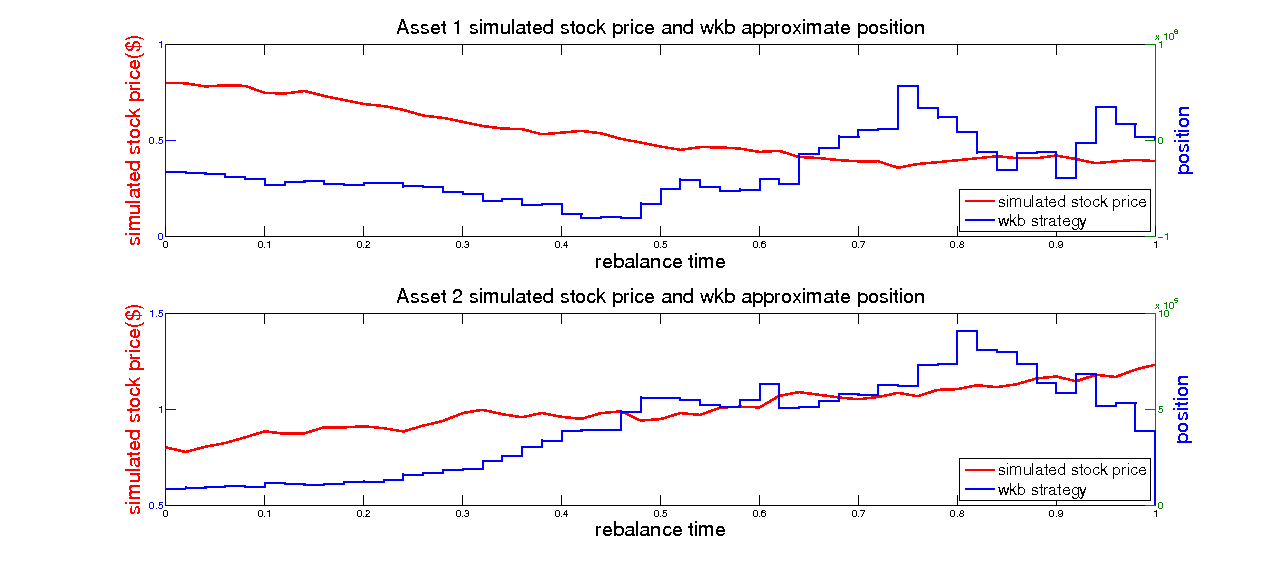 Asset 1 simulated stock price and wkb approximate position
simulated stock price($)
1
0.5
0
x 10^6
1
0
-1
position
simulated stock price
wkb strategy
0 0.1 0.2 0.3 0.4 0.5 0.6 0.7 0.8 0.9 1
rebalance time
Asset 2 simulated stock price and wkb approximate position
simulated stock price($)
1.5
1
0.5
x 10^5
10
5
0
position
simulated stock price
wkb strategy
0 0.1 0.2 0.3 0.4 0.5 0.6 0.7 0.8 0.9 1
rebalance time